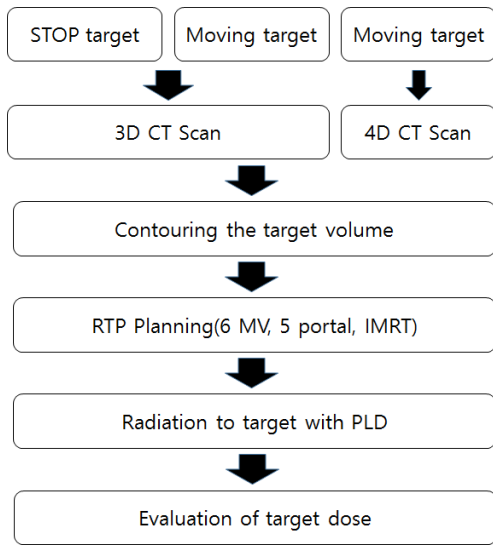 STOP target
Moving target
Moving target
3D CT Scan
4D CT Scan
Contouring the target volume
RTP Planning(6 MV, 5 portal, IMRT)
Radiation to target with PLD
Evaluation of target dose